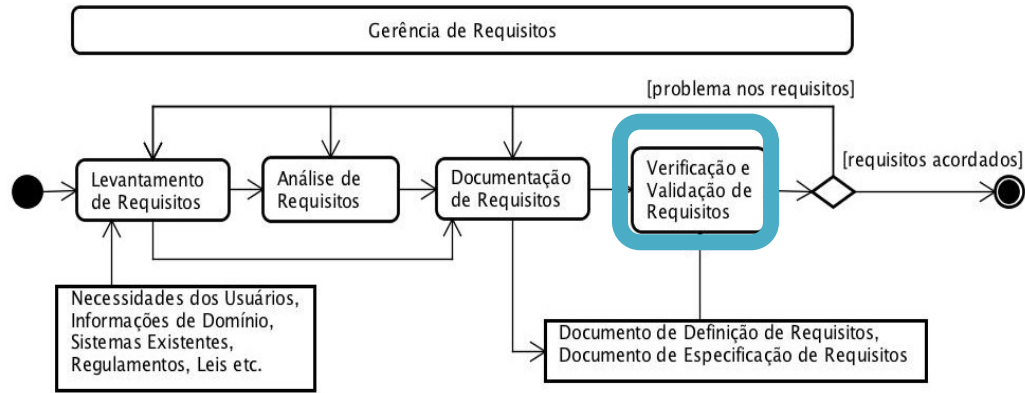 Gerência de Requisitos
[problema nos requisitos]
[requisitos acordados]
Levantamento
de Requisitos
Análise de
Requisitos
Documentação
de Requisitos
Verificação e
Validação de
Requisitos
Necessidades dos Usuários,
Informações de Domínio,
Sistemas Existentes,
Regulamentos, Leis etc.
Documento de Definição de Requisitos,
Documento de Especificação de Requisitos